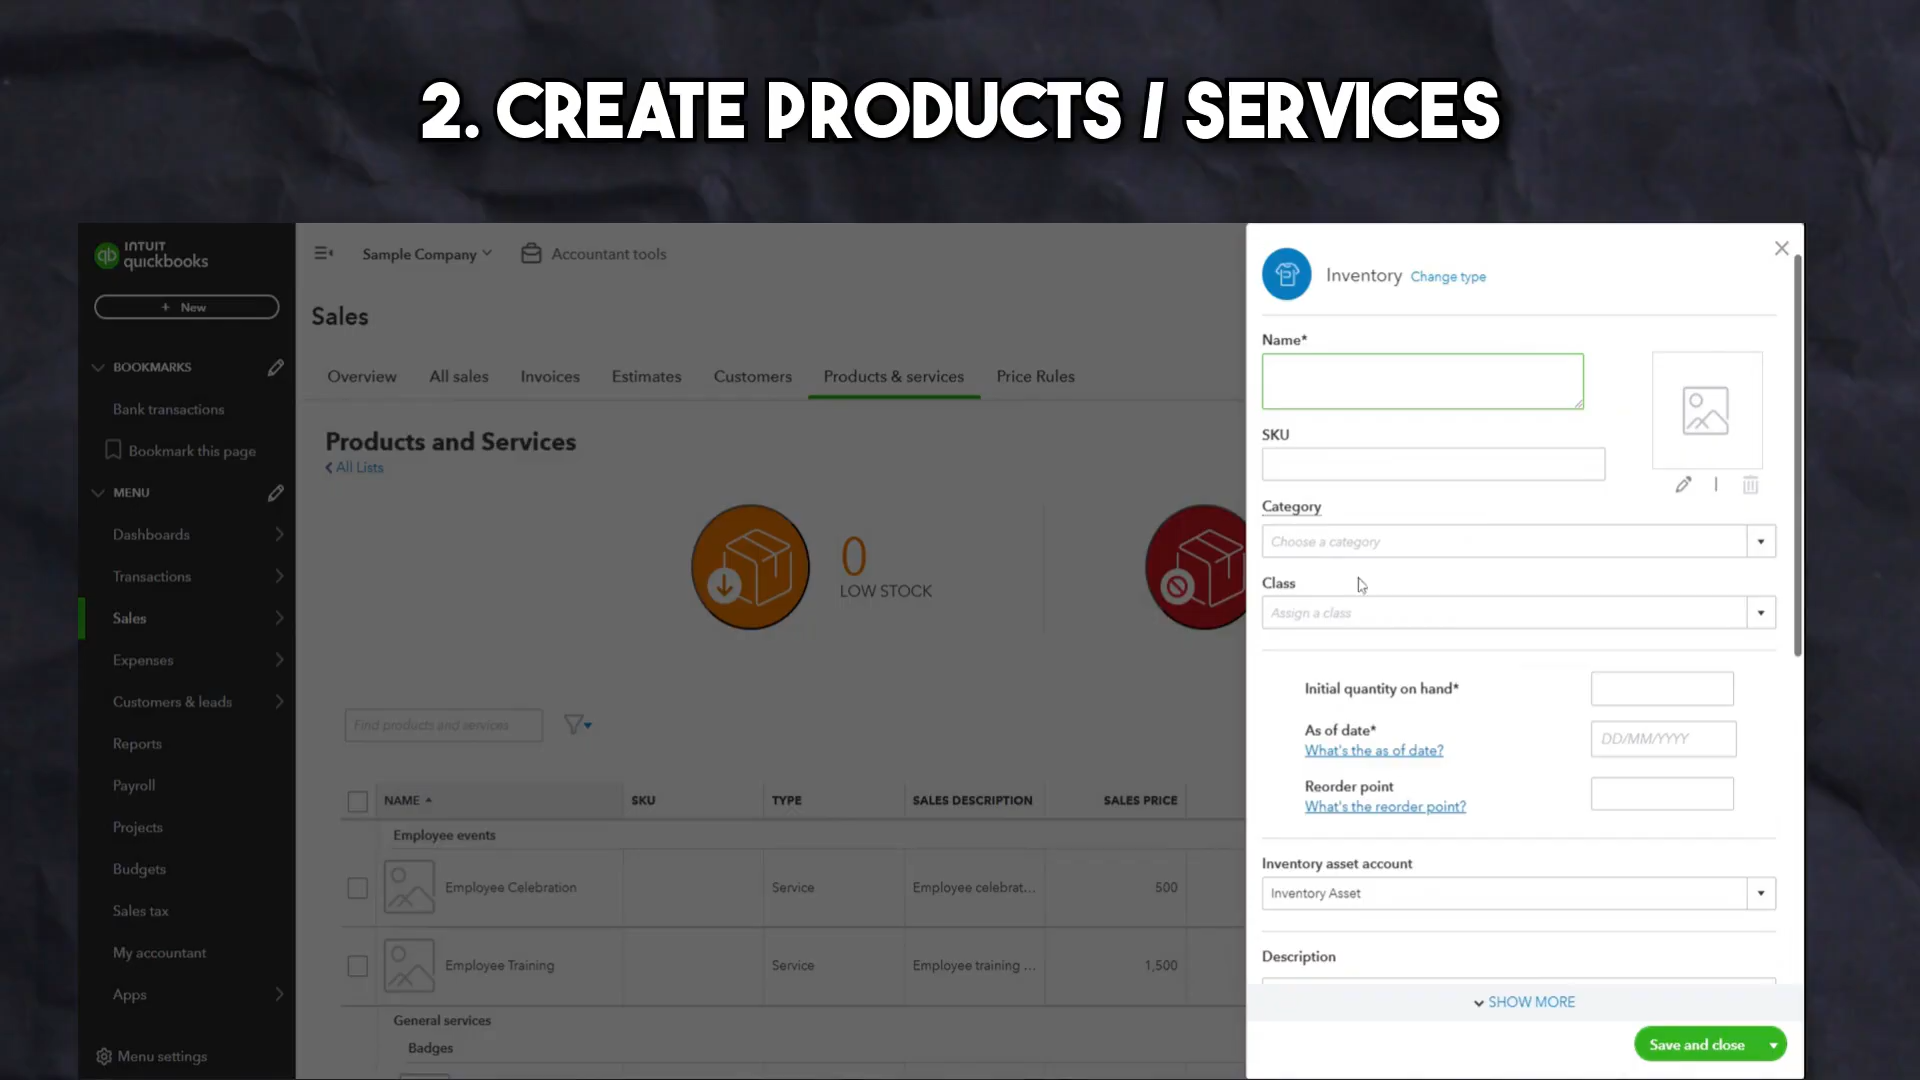 2. CREATE PRODUCTS / SERVICES
INTUIT
quickbooks
qb
+ New
BOOKMARKS
Bank transactions
Bookmark this page
MENU
Dashboards
Transactions
Sales
Expenses
Customers & leads
Reports
Payroll
Projects
Budgets
Sales tax
My accountant
Apps
Menu settings
Sample Company
Accountant tools
Sales
Overview
All sales
Invoices
Estimates
Customers
Products & services
Price Rules
Products and Services
All Lists
0
LOW STOCK
Find products and services
NAME
SKU
TYPE
SALES DESCRIPTION
SALES PRICE
Employee events
Employee Celebration
Service
Employee celebrat...
500
Employee Training
Service
Employee training ...
1,500
General services
Badges
Inventory Change type
Name*
SKU
Category
Choose a category
Class
Assign a class
Initial quantity on hand*
As of date*
DD/MM/YYYY
What's the as of date?
Reorder point
What's the reorder point?
Inventory asset account
Inventory Asset
Description
SHOW MORE
Save and close